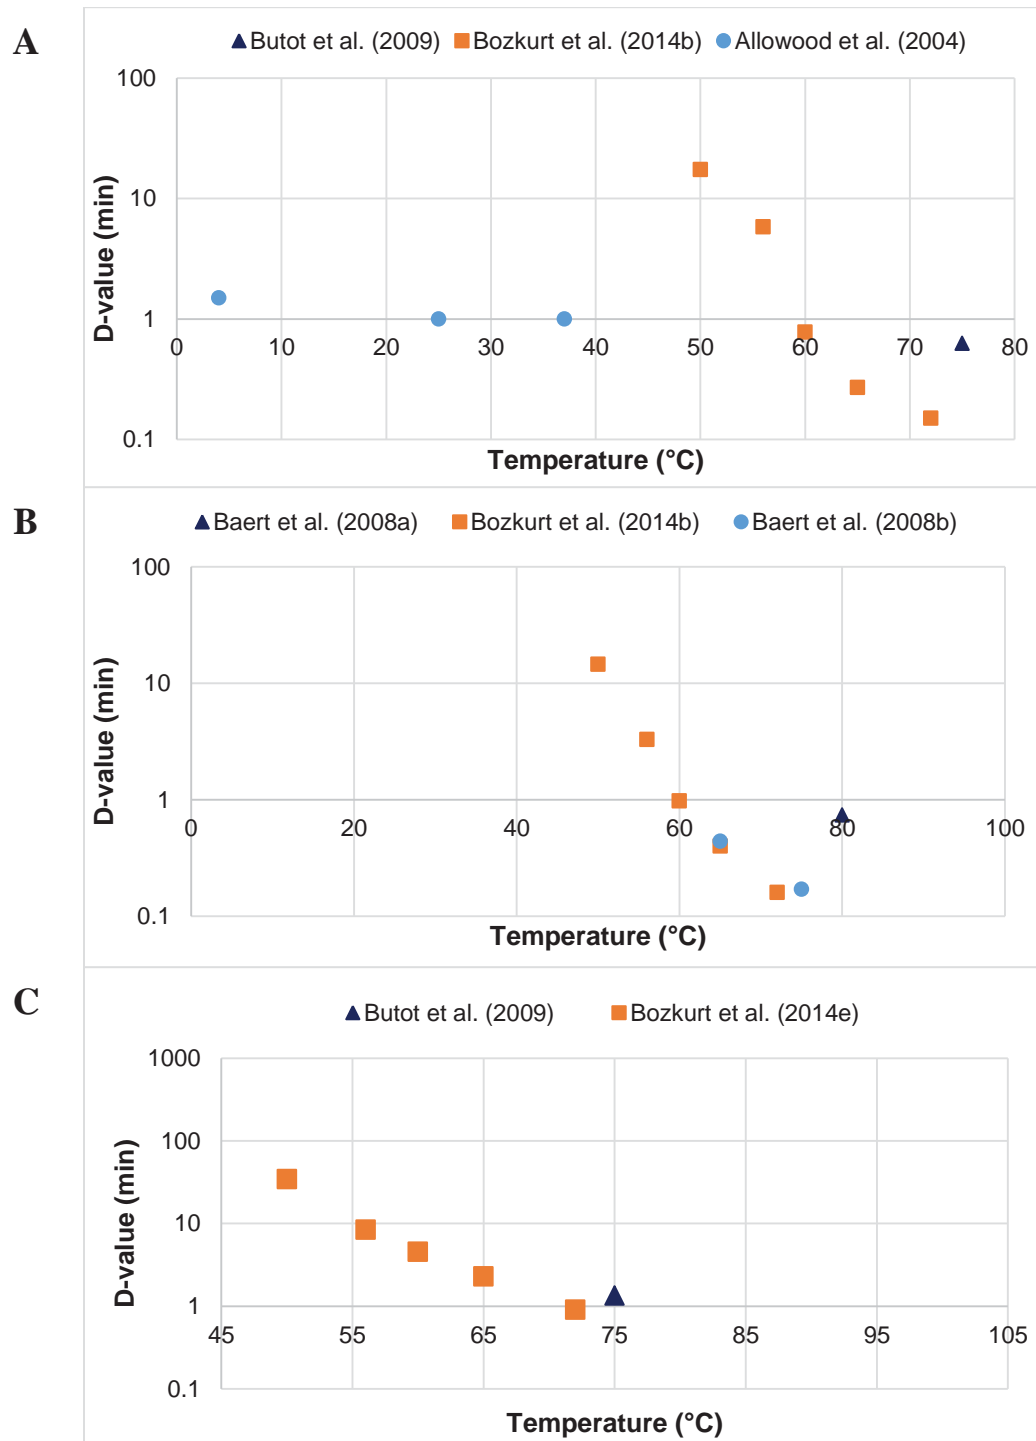 A
Butot et al. (2009) Bozkurt et al. (2014b) Allowood et al. (2004)
100
10
1
0.1
D-value (min)
0 10 20 30 40 50 60 70 80
Temperature (°C)
B
Baert et al. (2008a) Bozkurt et al. (2014b) Baert et al. (2008b)
100
10
1
0.1
D-value (min)
0 20 40 60 80 100
Temperature (°C)
C
Butot et al. (2009) Bozkurt et al. (2014e)
1000
100
10
1
0.1
D-value (min)
45 55 65 75 85 95 105
Temperature (°C)